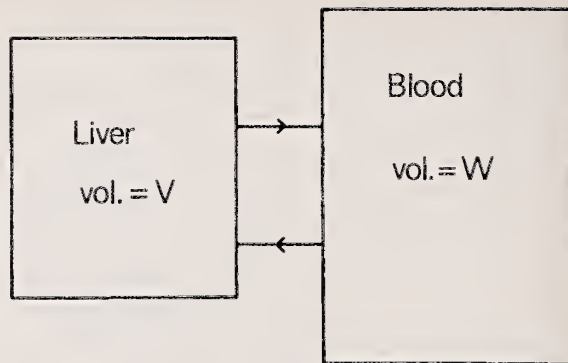 Liver
vol. = V
Blood
vol. = W